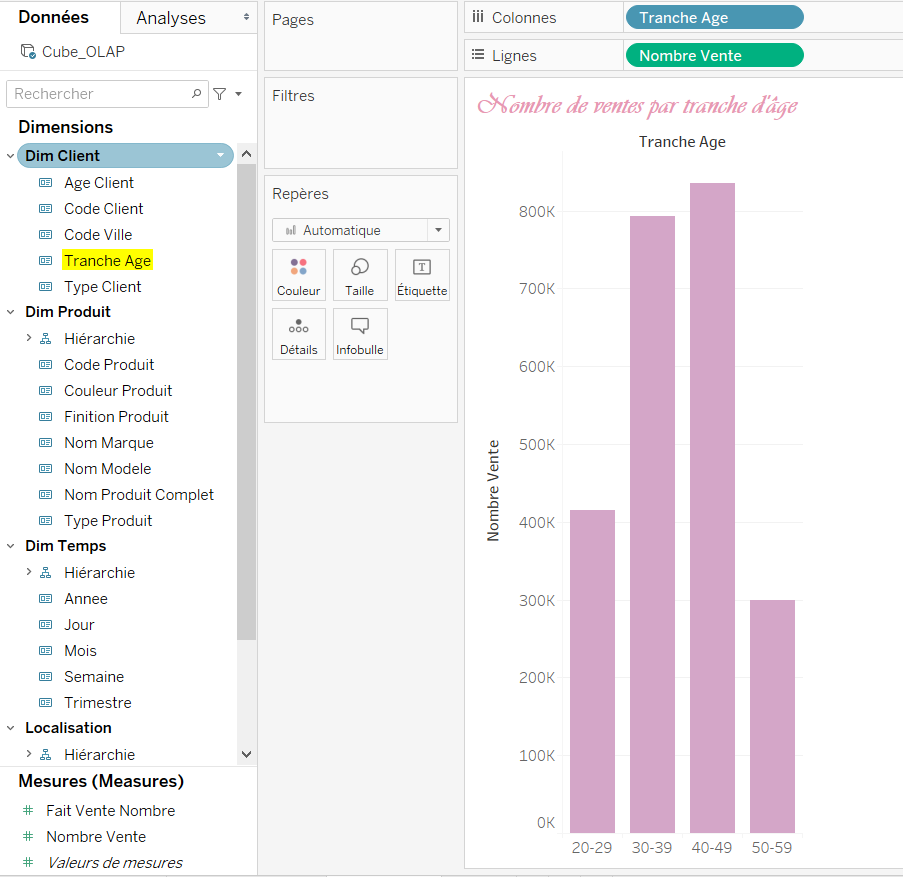 Données
Analyses
Cube_OLAP
Rechercher
Dimensions
Dim Client
Age Client
Code Client
Code Ville
Tranche Age
Type Client
Dim Produit
Hiérarchie
Code Produit
Couleur Produit
Finition Produit
Nom Marque
Nom Modele
Nom Produit Complet
Type Produit
Dim Temps
Hiérarchie
Annee
Jour
Mois
Semaine
Trimestre
Localisation
Hiérarchie
Mesures (Measures)
Fait Vente Nombre
Nombre Vente
Valeurs de mesures
Pages
Filtres
Repères
Automatique
Couleur
Taille
T
Étiquette
Détails
Infobulle
Colonnes
Tranche Age
Lignes
Nombre Vente
Nombre de ventes par tranche d'âge
Tranche Age
Nombre Vente
800K
700K
600K
500K
400K
300K
200K
100K
0K
20-29 30-39 40-49 50-59